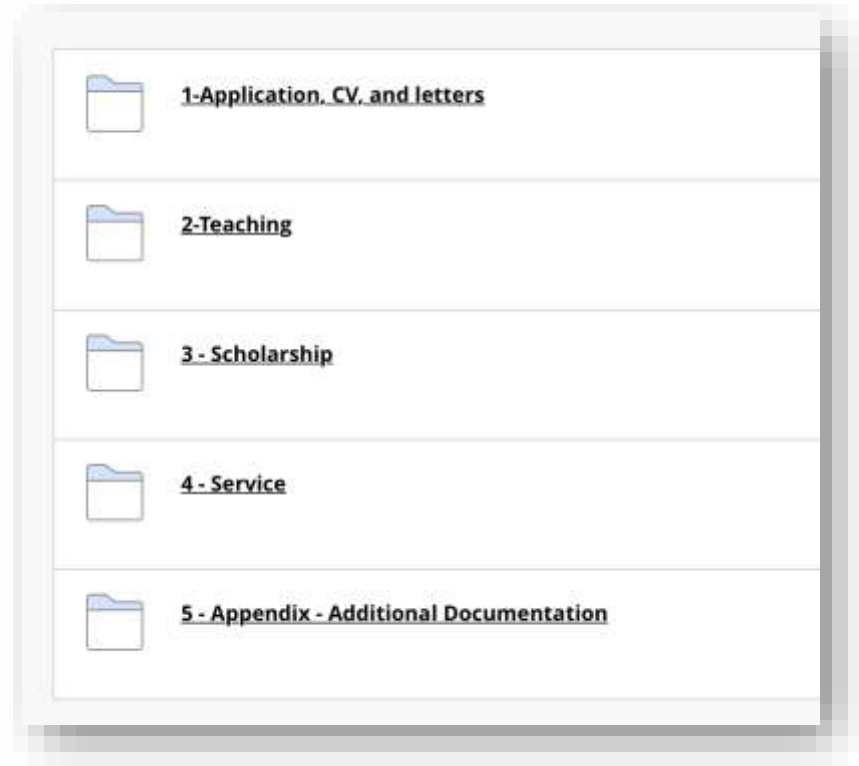 1-Application, CV, and letters
2-Teaching
3 - Scholarship
4 - Service
5 - Appendix - Additional Documentation